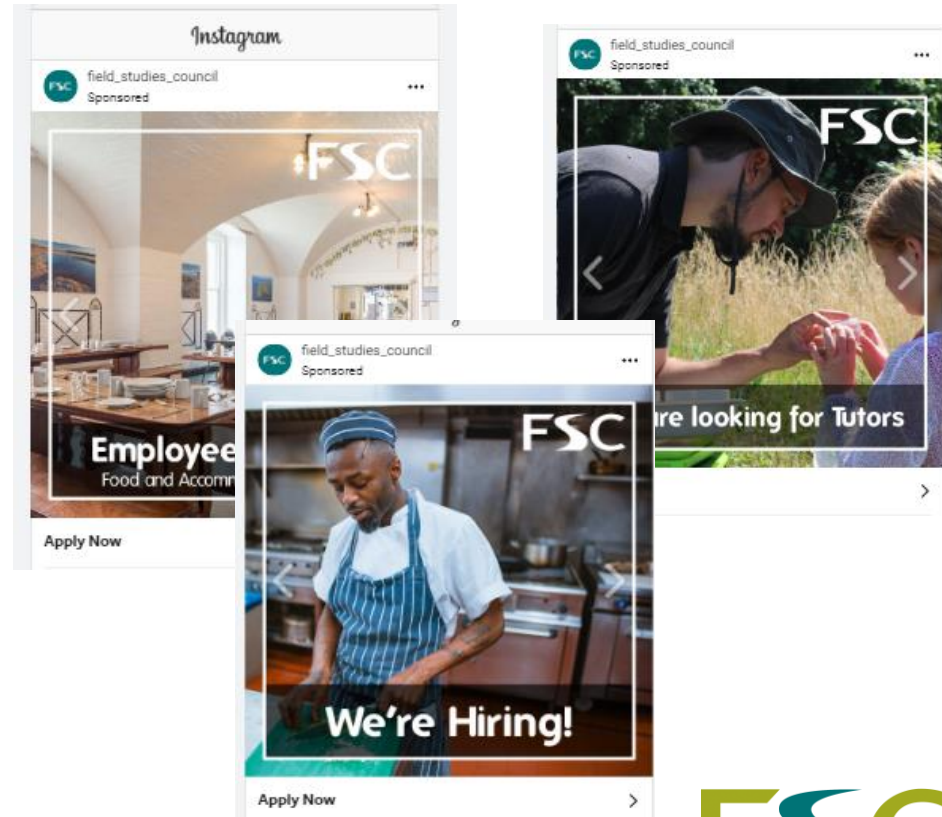 Instagram
FSC
field_studies_council
Sponsored
FSC
Employee
Food and
Apply Now
FSC
field_studies_council
Sponsored
FSC
re looking for Tutors
FSC
field_studies_council
Sponsored
FSC
We're Hiring!
Apply Now
FSC